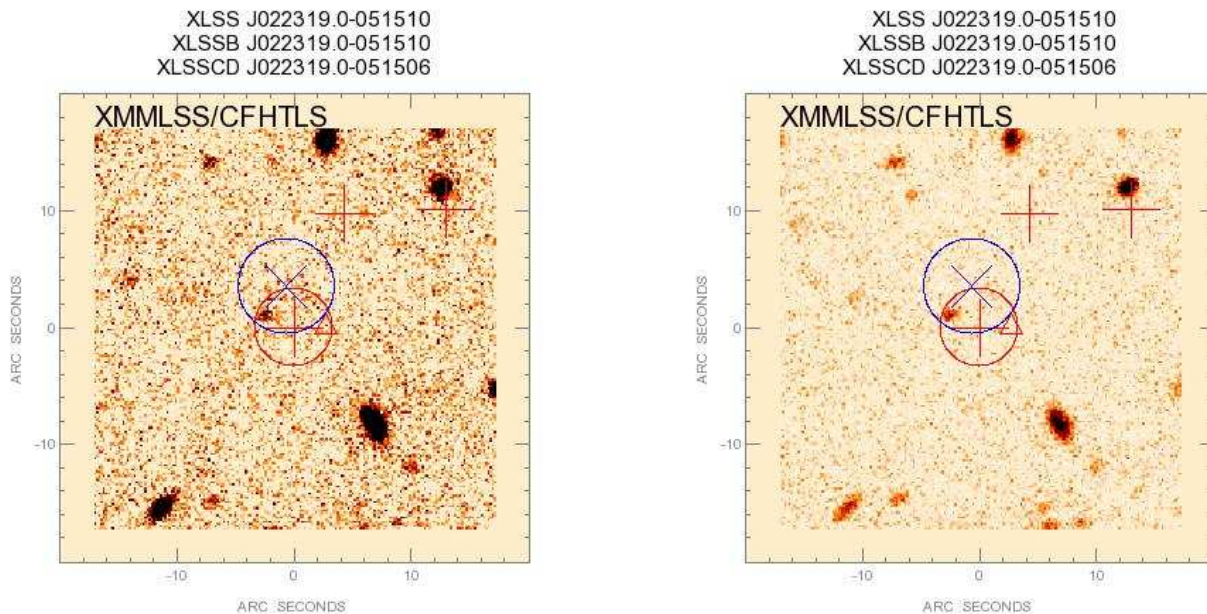 XLSS J022319.0-051510
XLSSB J022319.0-051510
XLSSCD J022319.0-051506
XMMLSS/CFHTLS
10
0
-10
ARC SECONDS
-10
0
10
ARC SECONDS
XLSS J022319.0-051510
XLSSB J022319.0-051510
XLSSCD J022319.0-051506
XMMLSS/CFHTLS
10
0
-10
ARC SECONDS
-10
0
10
ARC SECONDS